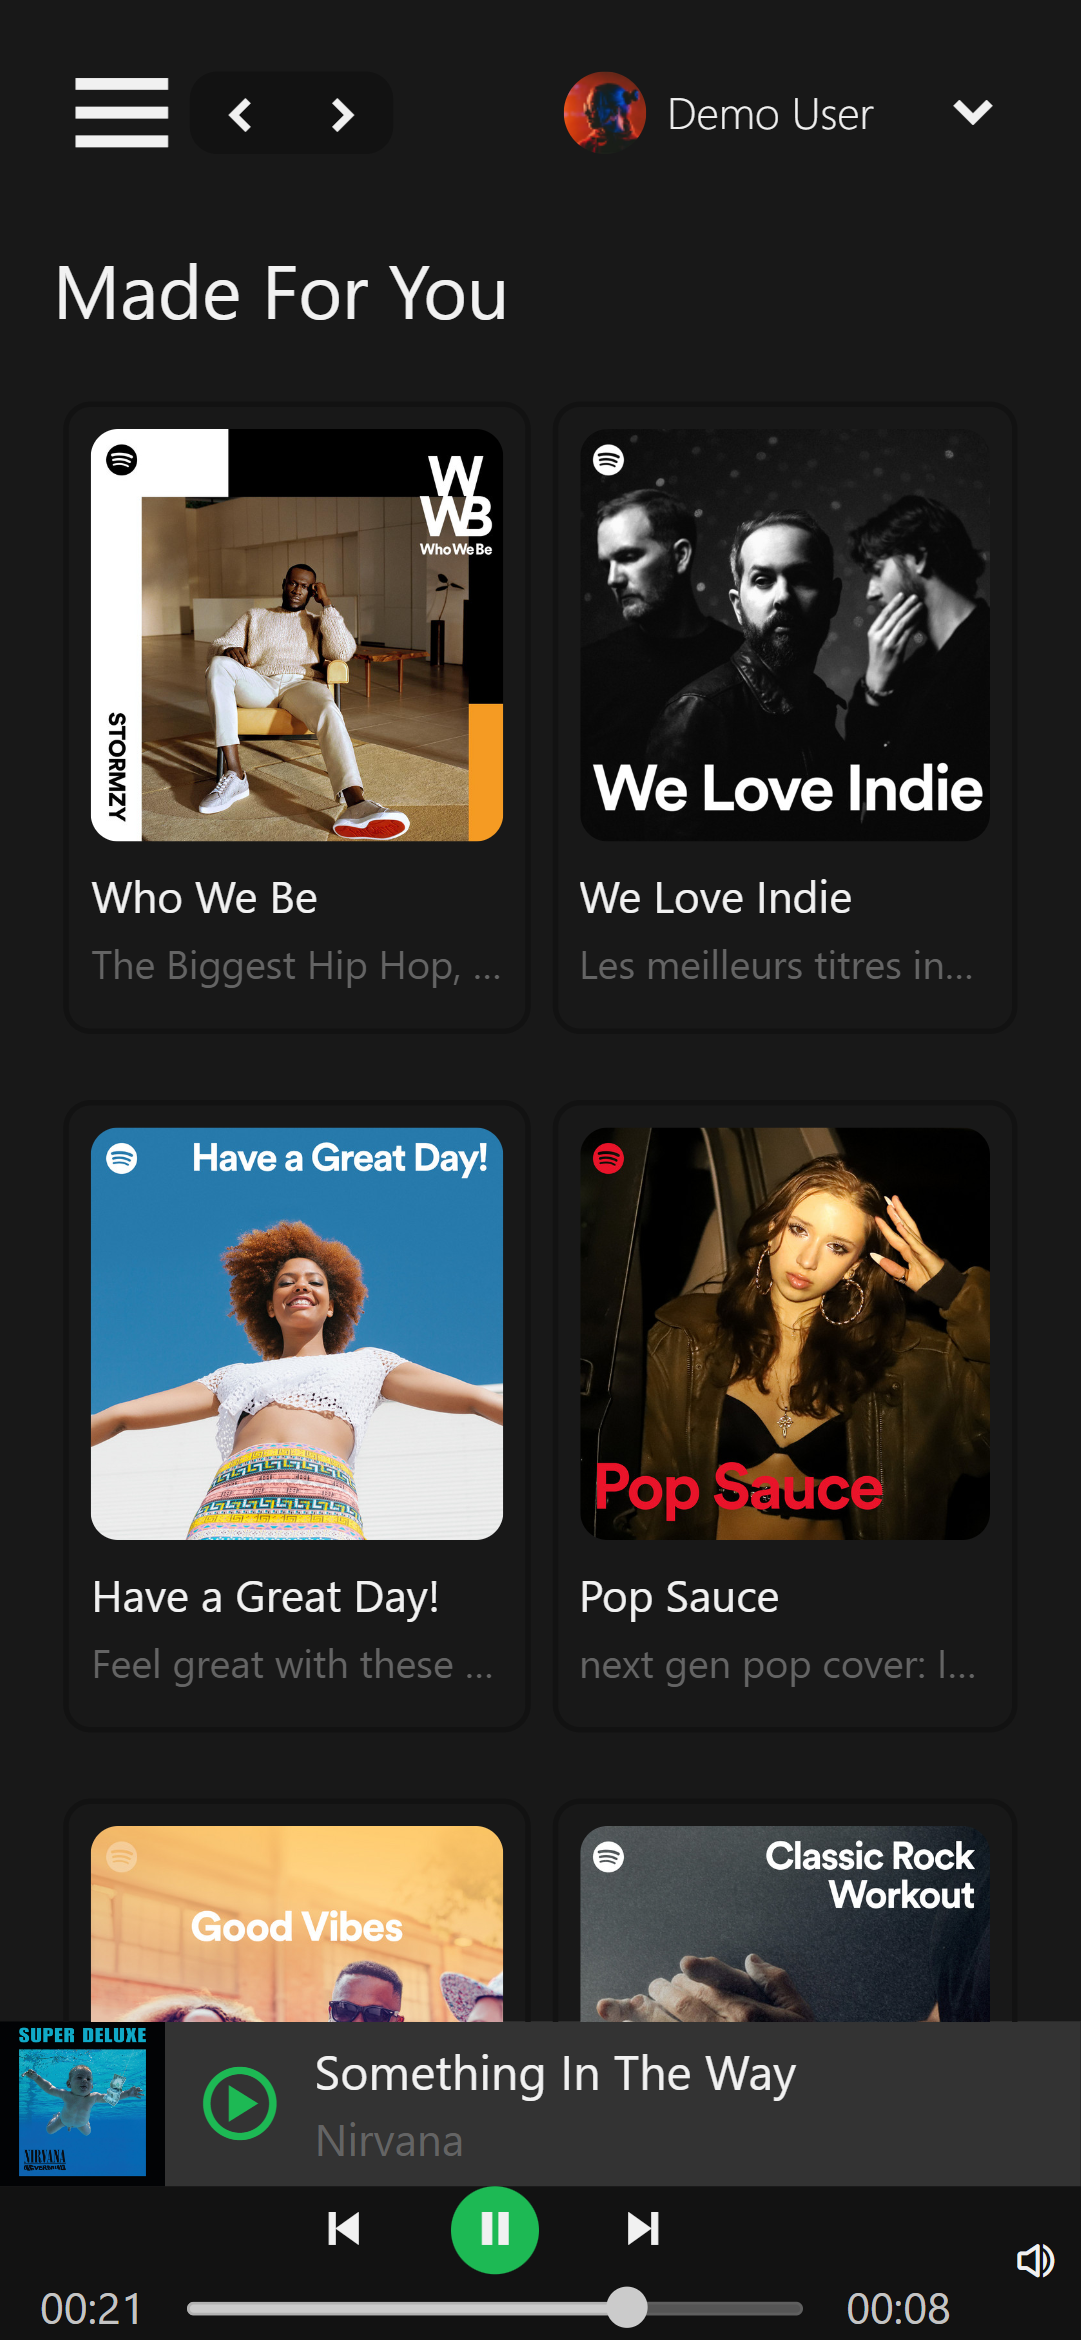 Demo User
Made For You
W
WB
Who We Be
STORMZY
We Love Indie
Who We Be
The Biggest Hip Hop, ...
We Love Indie
Les meilleurs titres in...
Have a Great Day!
Pop Sauce
Have a Great Day!
Feel great with these ...
Pop Sauce
next gen pop cover: I...
Good Vibes
Classic Rock
Workout
SUPER DELUXE
NIRVANA
NEVERMIND
Something In The Way
Nirvana
00:21
00:08